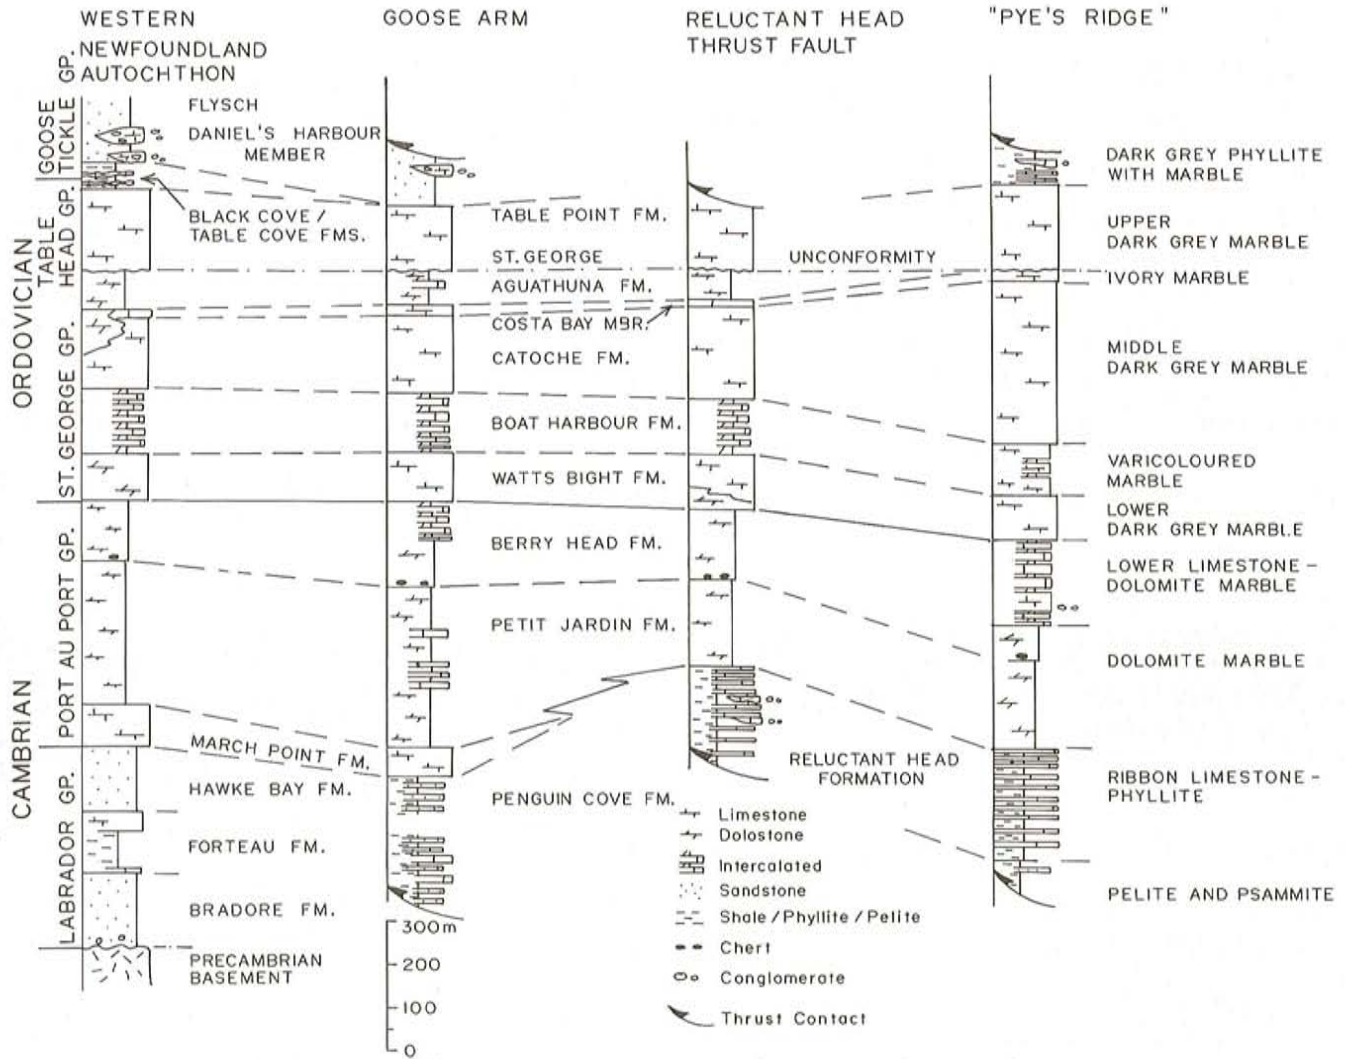 WESTERN
NEWFOUNDLAND
AUTOCHTHON
GOOSE ARM
RELUCTANT HEAD
THRUST FAULT
"PYE'S RIDGE"
GOOSE
TICKLE GP.
TABLE
HEAD GP.
ST. GEORGE GP.
PORT AU PORT GP.
LABRADOR GP.
ORDOVICIAN
CAMBRIAN
FLYSCH
DANIEL'S HARBOUR
MEMBER
BLACK COVE /
TABLE COVE FMS.
MARCH POINT FM.
HAWKE BAY FM.
FORTEAU FM.
BRADORE FM.
PRECAMBRIAN
BASEMENT
TABLE POINT FM.
ST. GEORGE
AGUATHUNA FM.
COSTA BAY MBR.
CATOCHE FM.
BOAT HARBOUR FM.
WATTS BIGHT FM.
BERRY HEAD FM.
PETIT JARDIN FM.
PENGUIN COVE FM.
UNCONFORMITY
RELUCTANT HEAD
FORMATION
DARK GREY PHYLLITE
WITH MARBLE
UPPER
DARK GREY MARBLE
IVORY MARBLE
MIDDLE
DARK GREY MARBLE
VARICOLOURED
MARBLE
LOWER
DARK GREY MARBLE
LOWER LIMESTONE –
DOLOMITE MARBLE
DOLOMITE MARBLE
RIBBON LIMESTONE –
PHYLLITE
PELITE AND PSAMMITE
Limestone
Dolostone
Intercalated
Sandstone
Shale / Phyllite / Pelite
Chert
Conglomerate
Thrust Contact
300m
200
100
0